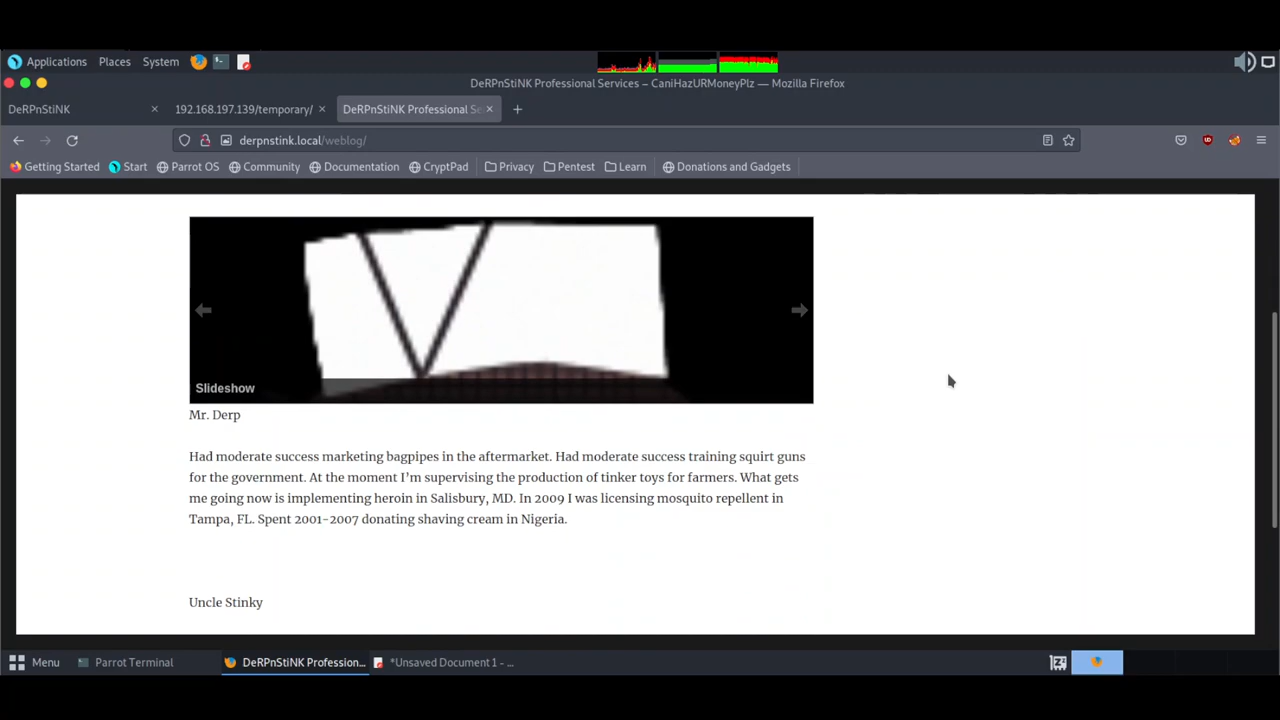 Applications Places System
DeRPnStiNK Professional Services – CaniHazURMoneyPlz — Mozilla Firefox
DeRPnStiNK 192.168.197.139/temporary/ DeRPnStiNK Professional Se
derpnstink.local/weblog/
Getting Started Start Parrot OS Community Documentation CryptPad Privacy Pentest Learn Donations and Gadgets
Slideshow
Mr. Derp
Had moderate success marketing bagpipes in the aftermarket. Had moderate success training squirt guns
for the government. At the moment I’m supervising the production of tinker toys for farmers. What gets
me going now is implementing heroin in Salisbury, MD. In 2009 I was licensing mosquito repellent in
Tampa, FL. Spent 2001-2007 donating shaving cream in Nigeria.
Uncle Stinky
Menu Parrot Terminal DeRPnStiNK Profession... *Unsaved Document 1 - ...